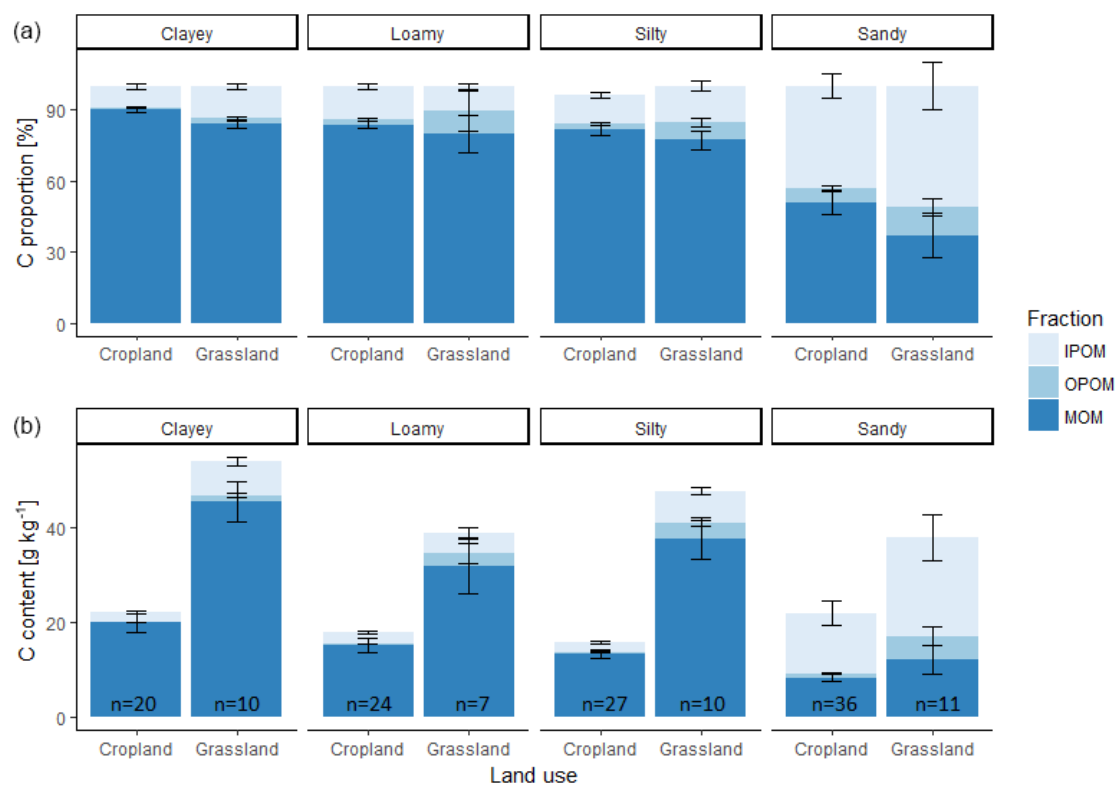 (a)
Clayey
Loamy
Silty
Sandy
C proportion [%]
90
60
30
0
Cropland
Grassland
Cropland
Grassland
Cropland
Grassland
Cropland
Grassland
Fraction
IPOM
OPOM
MOM
(b)
Clayey
Loamy
Silty
Sandy
C content [g kg⁻¹]
40
20
0
n=20
n=10
n=24
n=7
n=27
n=10
n=36
n=11
Cropland
Grassland
Cropland
Grassland
Cropland
Grassland
Cropland
Grassland
Land use